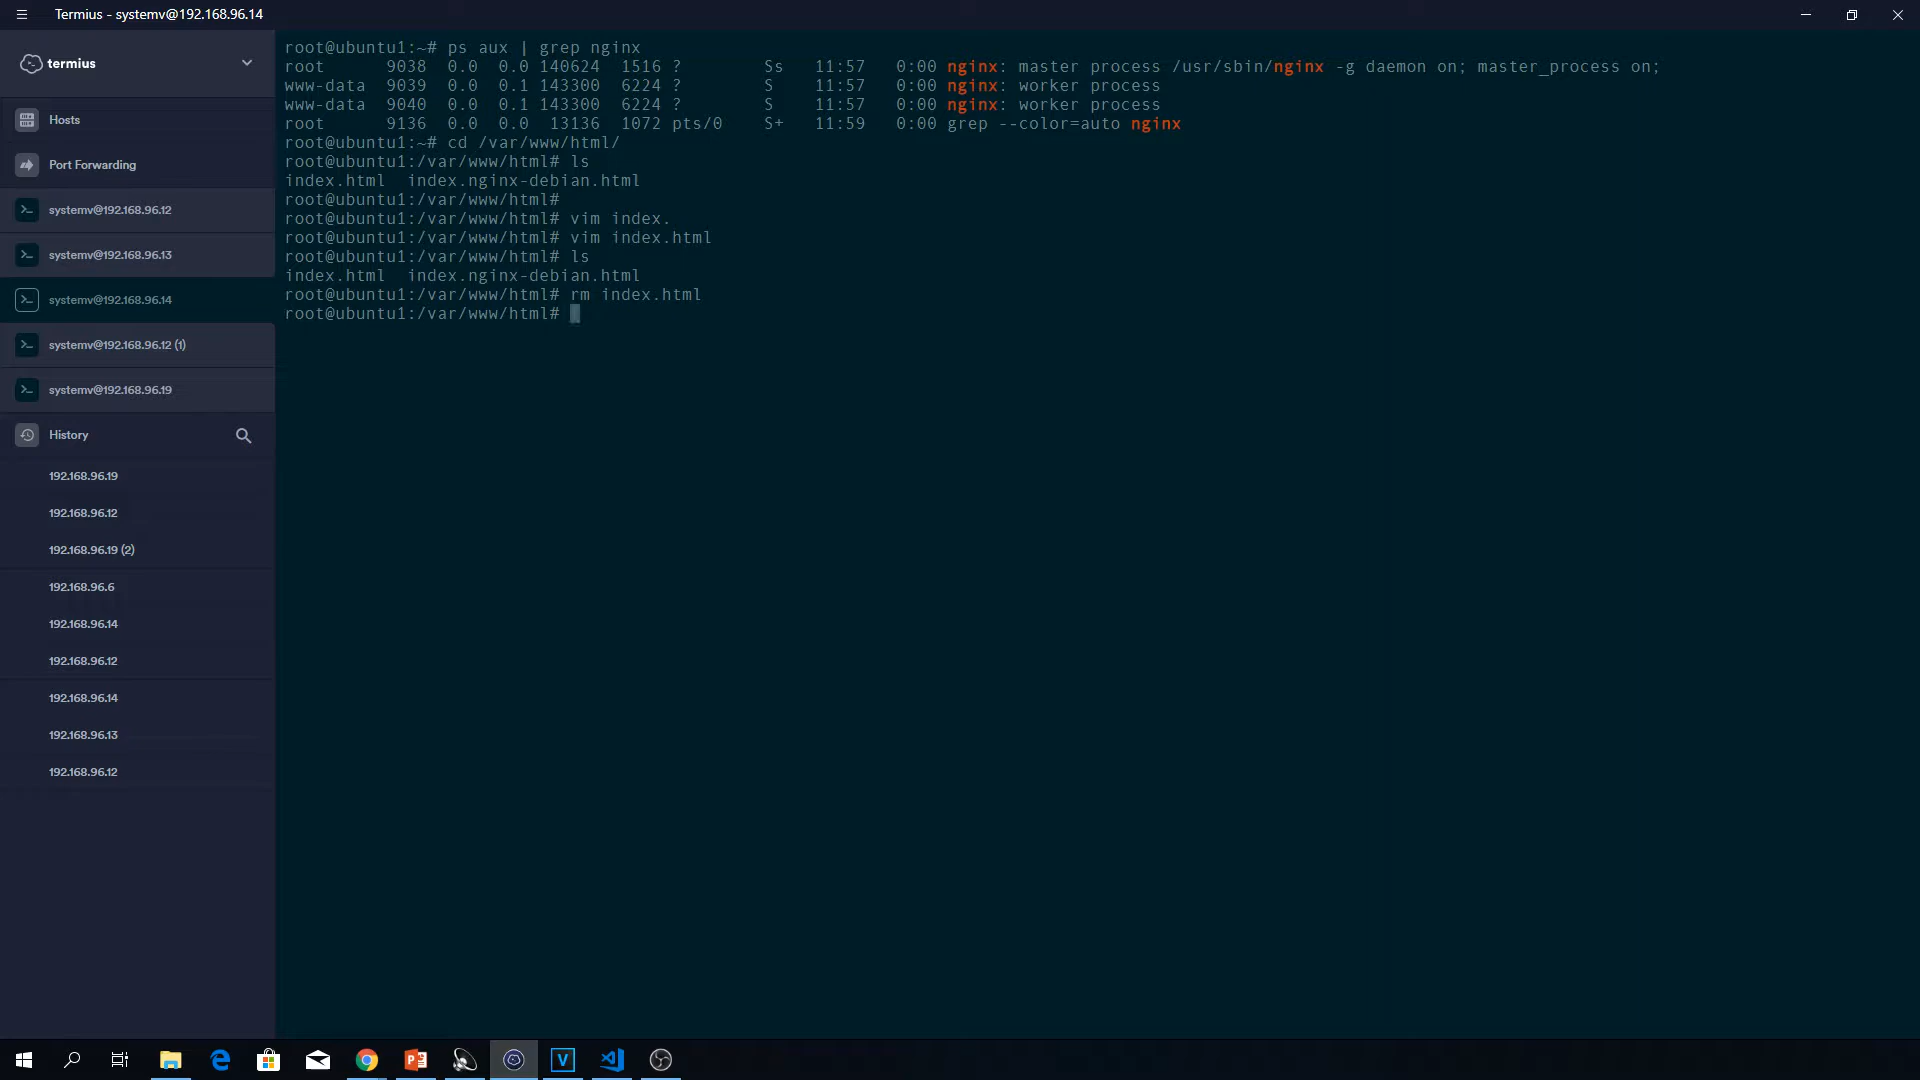 Termius - systemv@192.168.96.14
termius
Hosts
Port Forwarding
systemv@192.168.96.12
systemv@192.168.96.13
systemv@192.168.96.14
systemv@192.168.96.12 (1)
systemv@192.168.96.19
History
192.168.96.19
192.168.96.12
192.168.96.19 (2)
192.168.96.6
192.168.96.14
192.168.96.12
192.168.96.14
192.168.96.13
192.168.96.12
root@ubuntu1:~# ps aux | grep nginx
root      9038  0.0  0.0 140624  1516 ?        Ss   11:57   0:00 nginx: master process /usr/sbin/nginx -g daemon on; master_process on;
www-data  9039  0.0  0.1 143300  6224 ?        S    11:57   0:00 nginx: worker process
www-data  9040  0.0  0.1 143300  6224 ?        S    11:57   0:00 nginx: worker process
root      9136  0.0  0.0  13136  1072 pts/0    S+   11:59   0:00 grep --color=auto nginx
root@ubuntu1:~# cd /var/www/html/
root@ubuntu1:/var/www/html# ls
index.html  index.nginx-debian.html
root@ubuntu1:/var/www/html#
root@ubuntu1:/var/www/html# vim index.
root@ubuntu1:/var/www/html# vim index.html
root@ubuntu1:/var/www/html# ls
index.html  index.nginx-debian.html
root@ubuntu1:/var/www/html# rm index.html
root@ubuntu1:/var/www/html#